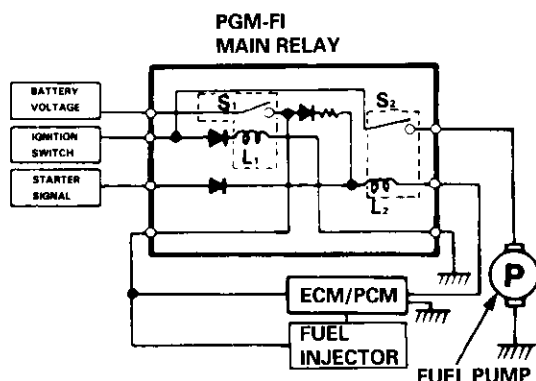 PGM-FI
MAIN RELAY
BATTERY
VOLTAGE
S1
S2
IGNITION
SWITCH
L1
STARTER
SIGNAL
L2
P
ECM/PCM
FUEL
INJECTOR
FUEL PUMP